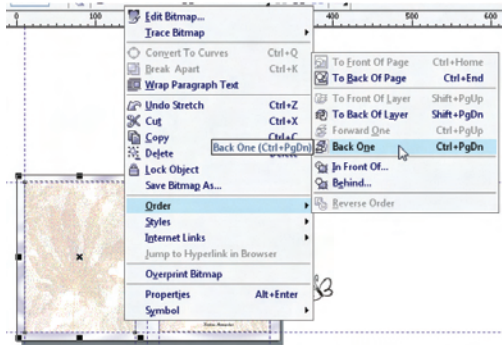 0 100 400 500 600
Edit Bitmap...
Trace Bitmap
Convert To Curves Ctrl+Q
Break Apart Ctrl+K
Wrap Paragraph Text
Undo Stretch Ctrl+Z
Cut Ctrl+X
Copy Ctrl+C
Delete Delete
Lock Object
Save Bitmap As...
Order
Styles
Internet Links
Jump to Hyperlink in Browser
Overprint Bitmap
Properties Alt+Enter
Symbol
Back One (Ctrl+PgDn)
To Front Of Page Ctrl+Home
To Back Of Page Ctrl+End
To Front Of Layer Shift+PgUp
To Back Of Layer Shift+PgDn
Forward One Ctrl+PgUp
Back One Ctrl+PgDn
In Front Of...
Behind...
Reverse Order